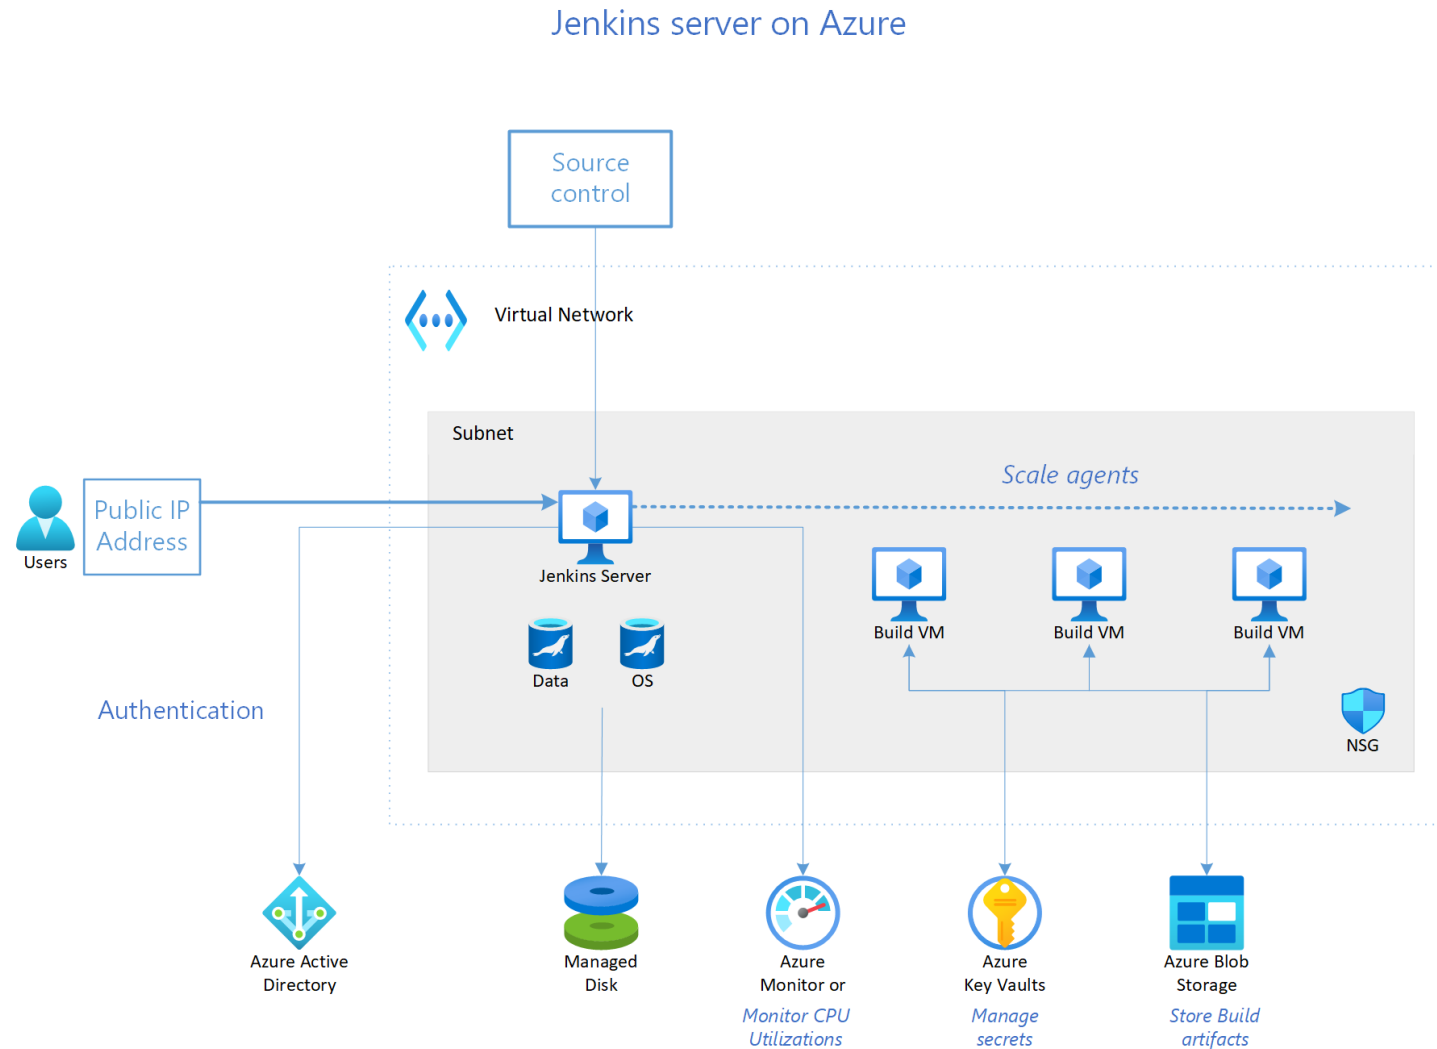 Jenkins server on Azure
Source
control
Virtual Network
Subnet
Scale agents
Public IP
Address
Users
Jenkins Server
Build VM
Build VM
Build VM
Data
OS
Authentication
NSG
Azure Active
Directory
Managed
Disk
Azure
Monitor or
Monitor CPU
Utilizations
Azure
Key Vaults
Manage
secrets
Azure Blob
Storage
Store Build
artifacts